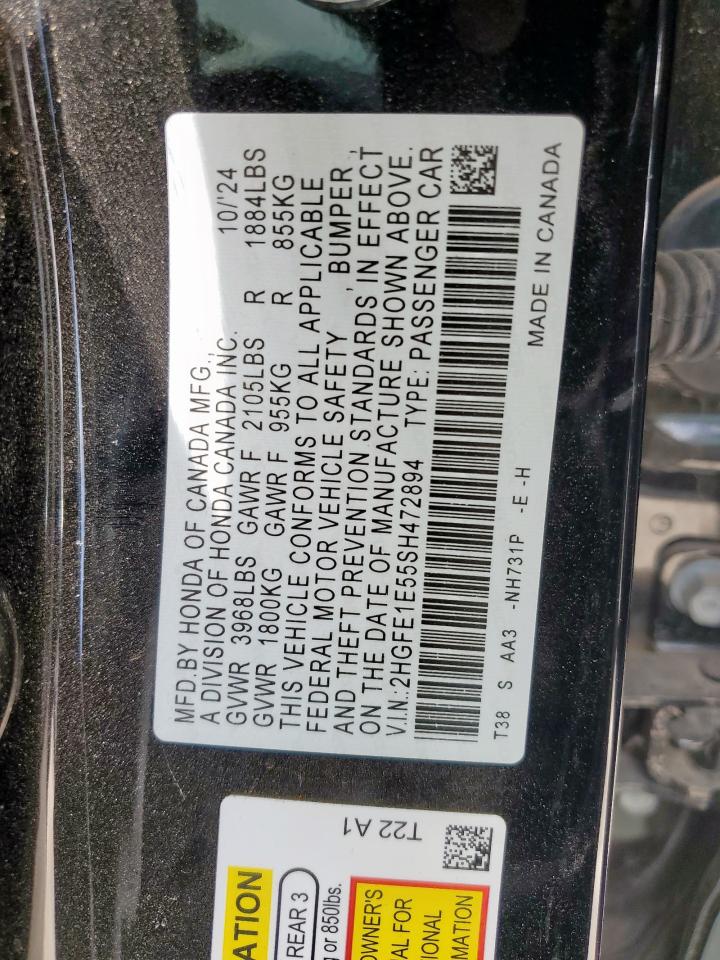 MFD.BY HONDA OF CANADA MFG., 10/'24
A DIVISION OF HONDA CANADA INC.
GVWR 3968LBS GAWR F 2105LBS R 1884LBS
GVWR 1800KG GAWR F 955KG R 855KG
THIS VEHICLE CONFORMS TO ALL APPLICABLE
FEDERAL MOTOR VEHICLE SAFETY , BUMPER ,
AND THEFT PREVENTION STANDARDS IN EFFECT
ON THE DATE OF MANUFACTURE SHOWN ABOVE.
V.I.N.:2HGFE1E55SH472894 TYPE: PASSENGER CAR
T38 S AA3 -NH731P -E -H MADE IN CANADA
T22 A1
ATION
REAR 3
or 850lbs.
OWNER'S
AL FOR
IONAL
MATION